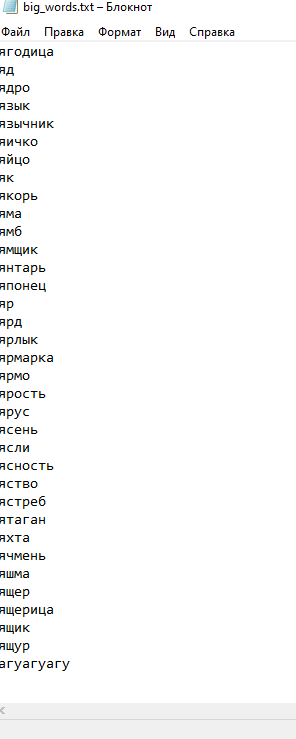 big_words.txt – Блокнот
Файл Правка Формат Вид Справка
ягодица
яд
ядро
язык
язычник
яичко
яйцо
як
якорь
яма
ямб
ямщик
янтарь
японец
яр
ярд
ярлык
ярмарка
ярмо
ярость
ярус
ясень
ясли
ясность
яство
ястреб
ятаган
яхта
ячмень
яшма
ящер
ящерица
ящик
ящур
агуагуагу